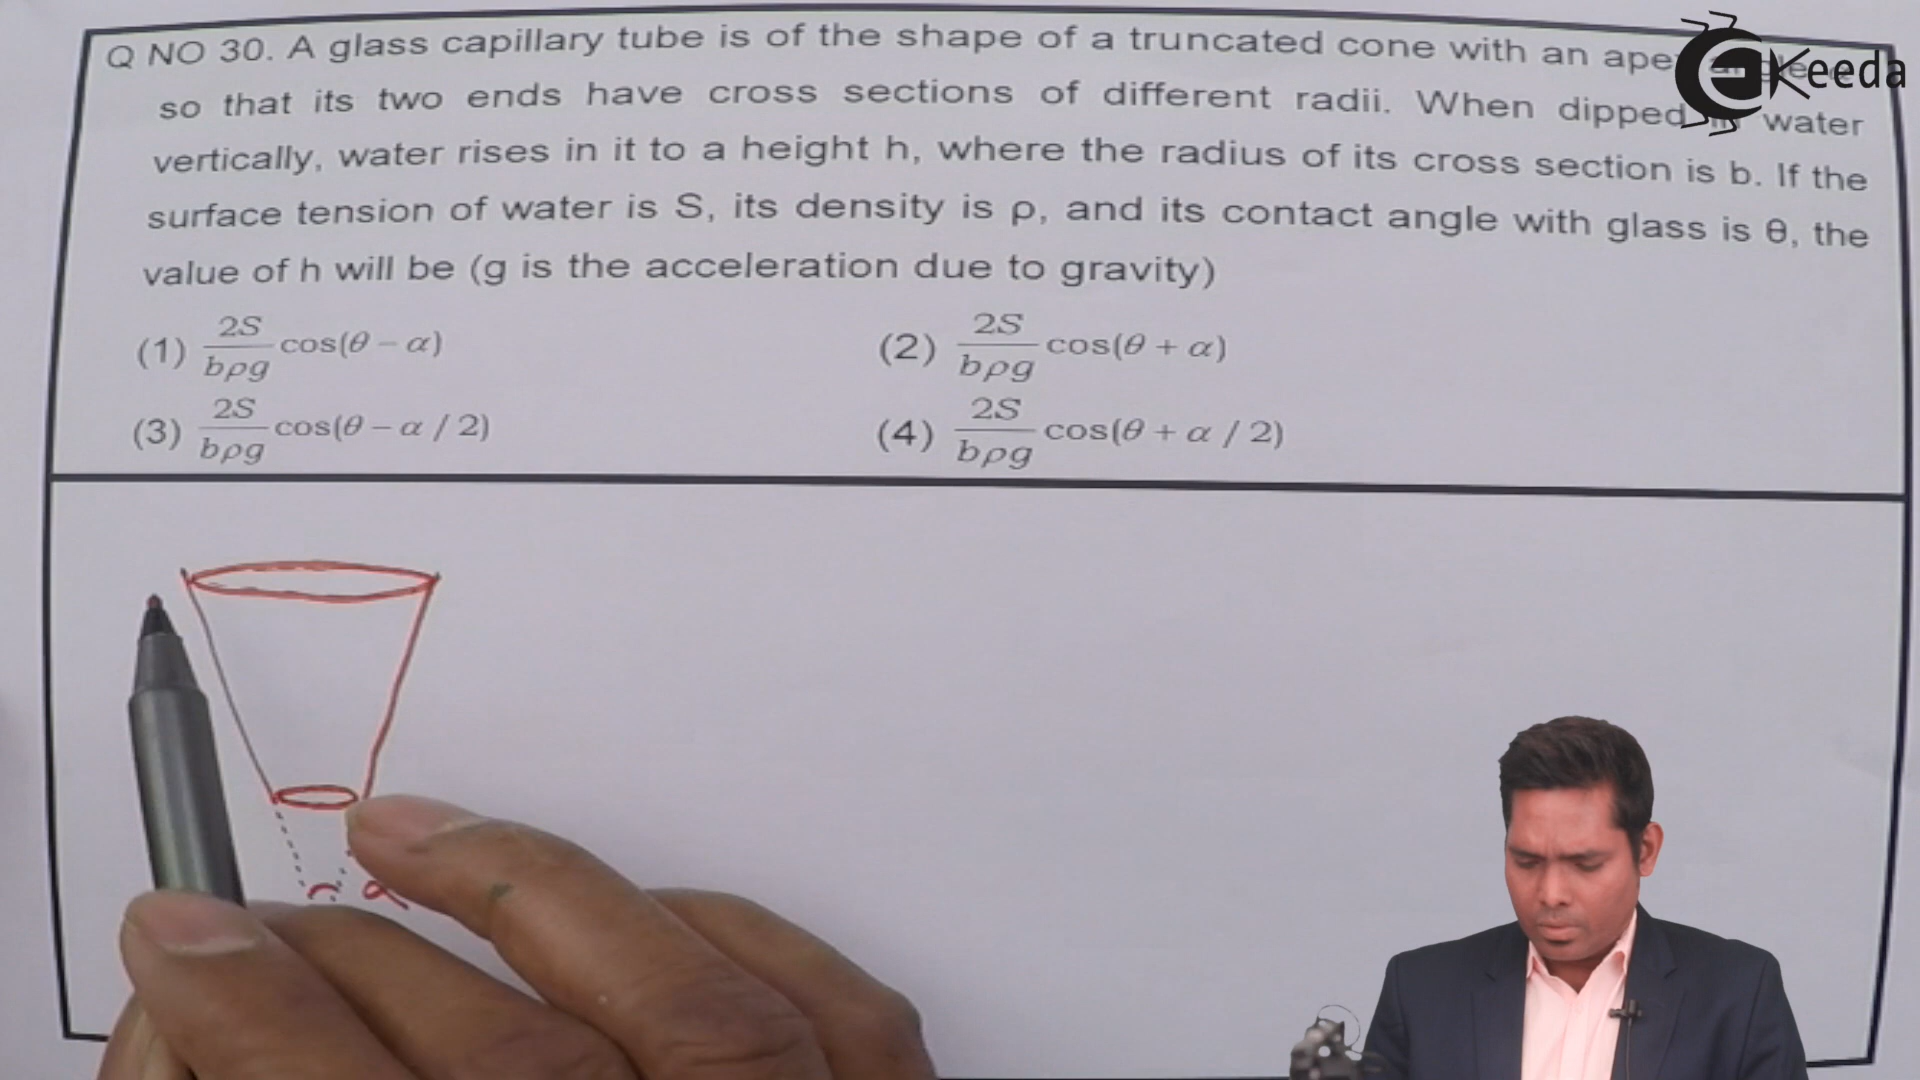 Q NO 30. A glass capillary tube is of the shape of a truncated cone with an
so that its two ends have cross sections of different radii. When dipped in water
vertically, water rises in it to a height h, where the radius of its cross section is b. If the
surface tension of water is S, its density is ρ, and its contact angle with glass is θ, the
value of h will be (g is the acceleration due to gravity)
(1) 2S/bρg cos(θ − α) (2) 2S/bρg cos(θ + α)
(3) 2S/bρg cos(θ − α / 2) (4) 2S/bρg cos(θ + α / 2)
α
eKeeda